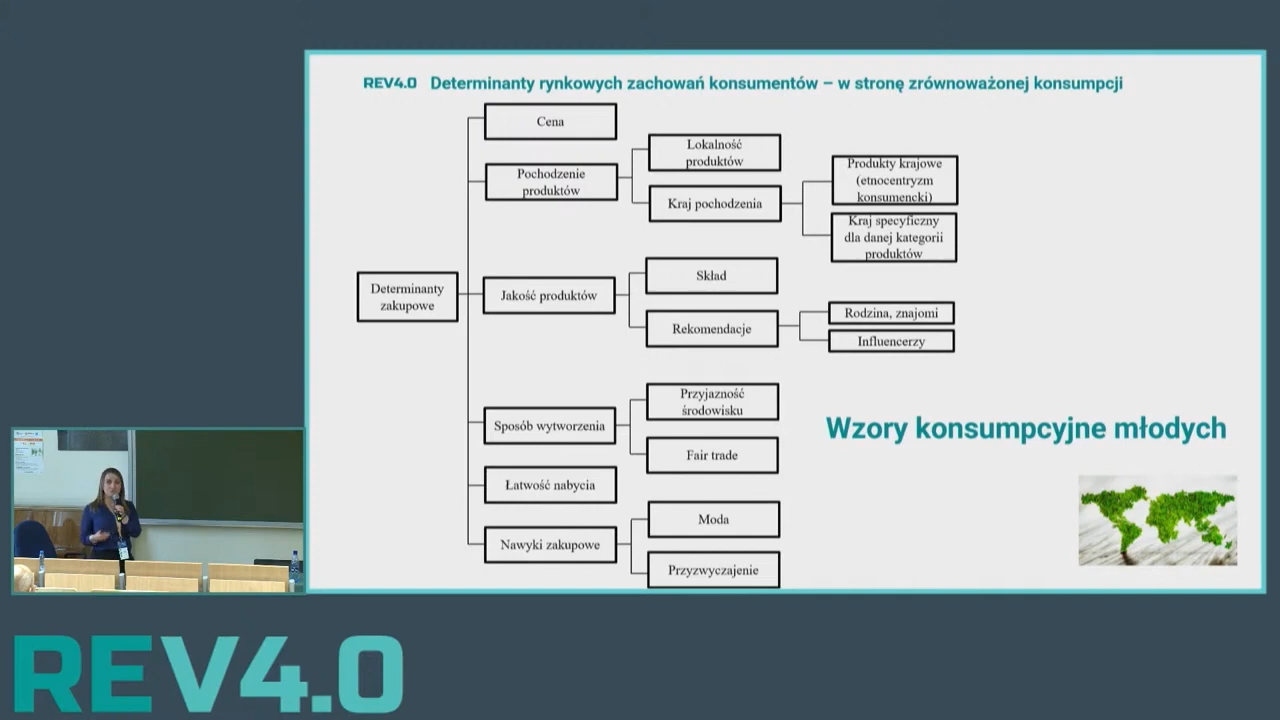 REV4.0 Determinanty rynkowych zachowań konsumentów – w stronę zrównoważonej konsumpcji
Cena
Lokalność
produktów
Produkty krajowe
(etnocentryzm
konsumencki)
Pochodzenie
produktów
Kraj pochodzenia
Kraj specyficzny
dla danej kategorii
produktów
Determinanty
zakupowe
Jakość produktów
Skład
Rekomendacje
Rodzina, znajomi
Influencerzy
Sposób wytworzenia
Przyjazność
środowisku
Fair trade
Wzory konsumpcyjne młodych
Łatwość nabycia
Nawyki zakupowe
Moda
Przyzwyczajenie
REV4.0